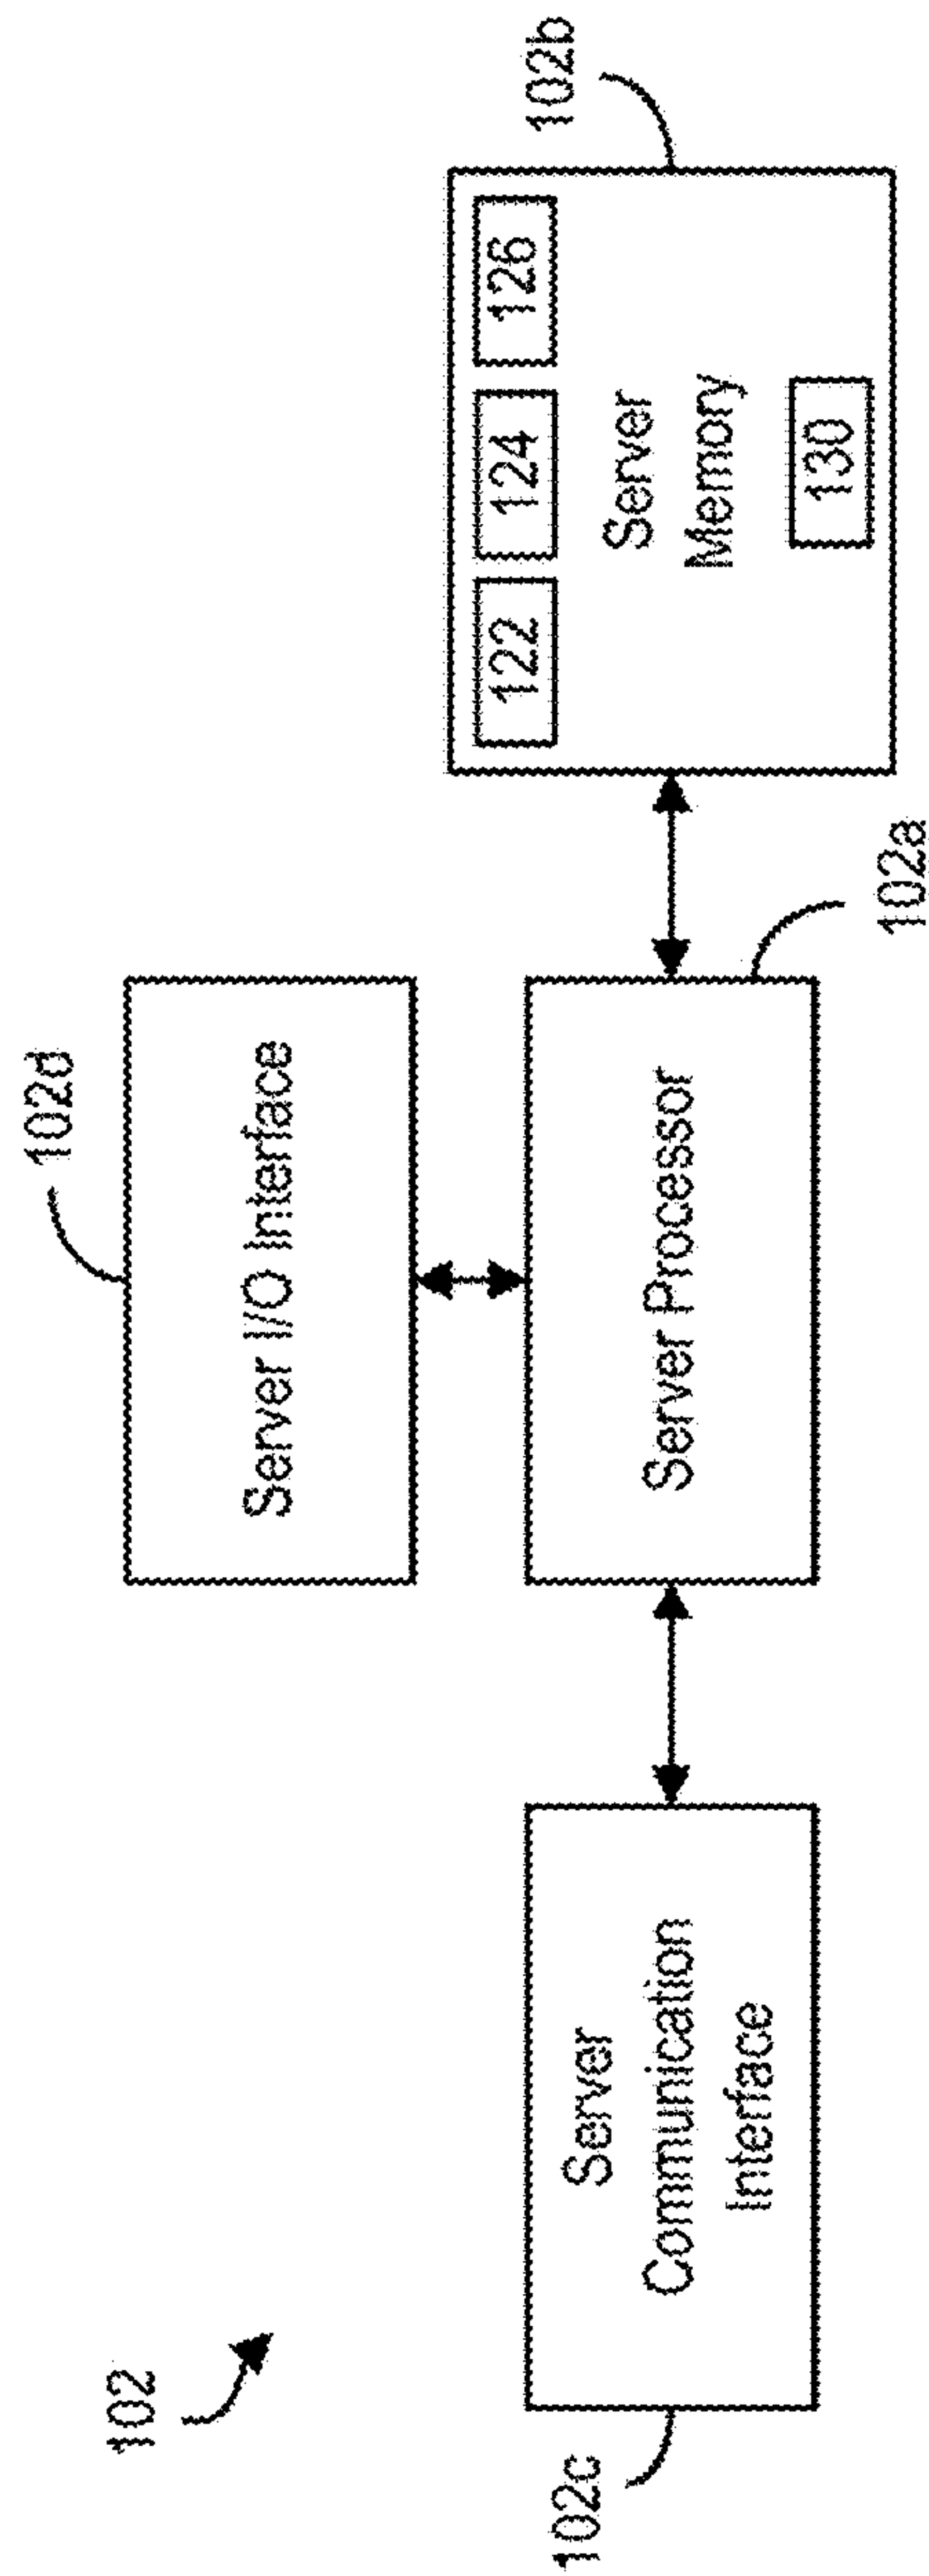 102
102d
Server I/O Interface
102b
122
124
126
Server
Memory
130
Server Processor
102a
Server
Communication
Interface
102c